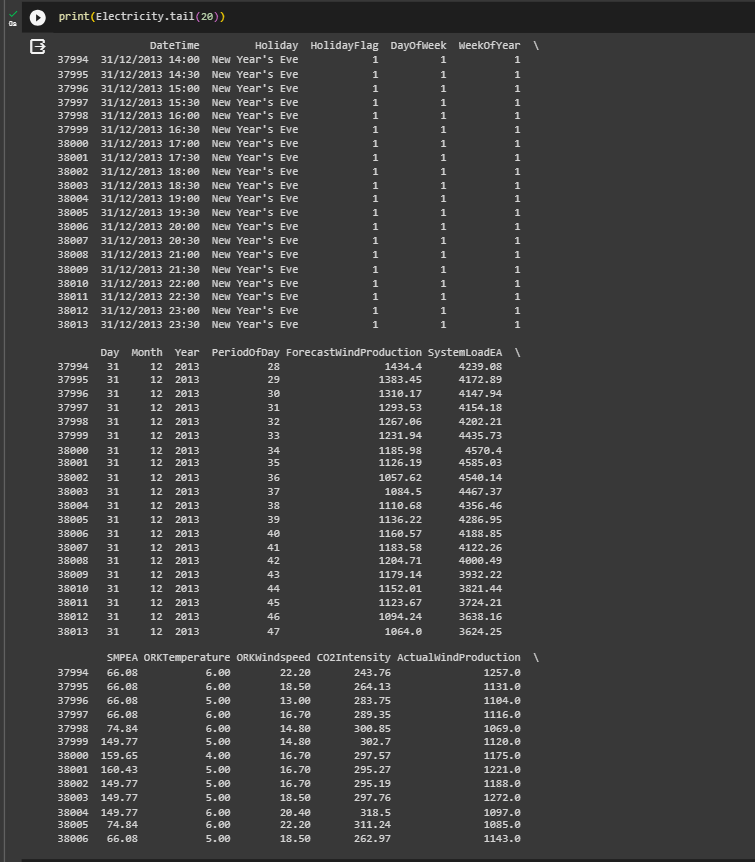 0s
print(Electricity.tail(20))
DateTime Holiday HolidayFlag DayOfWeek WeekOfYear \
37994 31/12/2013 14:00 New Year's Eve 1 1 1
37995 31/12/2013 14:30 New Year's Eve 1 1 1
37996 31/12/2013 15:00 New Year's Eve 1 1 1
37997 31/12/2013 15:30 New Year's Eve 1 1 1
37998 31/12/2013 16:00 New Year's Eve 1 1 1
37999 31/12/2013 16:30 New Year's Eve 1 1 1
38000 31/12/2013 17:00 New Year's Eve 1 1 1
38001 31/12/2013 17:30 New Year's Eve 1 1 1
38002 31/12/2013 18:00 New Year's Eve 1 1 1
38003 31/12/2013 18:30 New Year's Eve 1 1 1
38004 31/12/2013 19:00 New Year's Eve 1 1 1
38005 31/12/2013 19:30 New Year's Eve 1 1 1
38006 31/12/2013 20:00 New Year's Eve 1 1 1
38007 31/12/2013 20:30 New Year's Eve 1 1 1
38008 31/12/2013 21:00 New Year's Eve 1 1 1
38009 31/12/2013 21:30 New Year's Eve 1 1 1
38010 31/12/2013 22:00 New Year's Eve 1 1 1
38011 31/12/2013 22:30 New Year's Eve 1 1 1
38012 31/12/2013 23:00 New Year's Eve 1 1 1
38013 31/12/2013 23:30 New Year's Eve 1 1 1
Day Month Year PeriodOfDay ForecastWindProduction SystemLoadEA \
37994 31 12 2013 28 1434.4 4239.08
37995 31 12 2013 29 1383.45 4172.89
37996 31 12 2013 30 1310.17 4147.94
37997 31 12 2013 31 1293.53 4154.18
37998 31 12 2013 32 1267.06 4202.21
37999 31 12 2013 33 1231.94 4435.73
38000 31 12 2013 34 1185.98 4570.4
38001 31 12 2013 35 1126.19 4585.03
38002 31 12 2013 36 1057.62 4540.14
38003 31 12 2013 37 1084.5 4467.37
38004 31 12 2013 38 1110.68 4356.46
38005 31 12 2013 39 1136.22 4286.95
38006 31 12 2013 40 1160.57 4188.85
38007 31 12 2013 41 1183.58 4122.26
38008 31 12 2013 42 1204.71 4000.49
38009 31 12 2013 43 1179.14 3932.22
38010 31 12 2013 44 1152.01 3821.44
38011 31 12 2013 45 1123.67 3724.21
38012 31 12 2013 46 1094.24 3638.16
38013 31 12 2013 47 1064.0 3624.25
SMPEA ORKTemperature ORKWindspeed CO2Intensity ActualWindProduction \
37994 66.08 6.00 22.20 243.76 1257.0
37995 66.08 6.00 18.50 264.13 1131.0
37996 66.08 5.00 13.00 283.75 1104.0
37997 66.08 6.00 16.70 289.35 1116.0
37998 74.84 6.00 14.80 300.85 1069.0
37999 149.77 5.00 14.80 302.7 1120.0
38000 159.65 4.00 16.70 297.57 1175.0
38001 160.43 5.00 16.70 295.27 1221.0
38002 149.77 5.00 16.70 295.19 1188.0
38003 149.77 5.00 18.50 297.76 1272.0
38004 149.77 6.00 20.40 318.5 1097.0
38005 74.84 6.00 22.20 311.24 1085.0
38006 66.08 5.00 18.50 262.97 1143.0